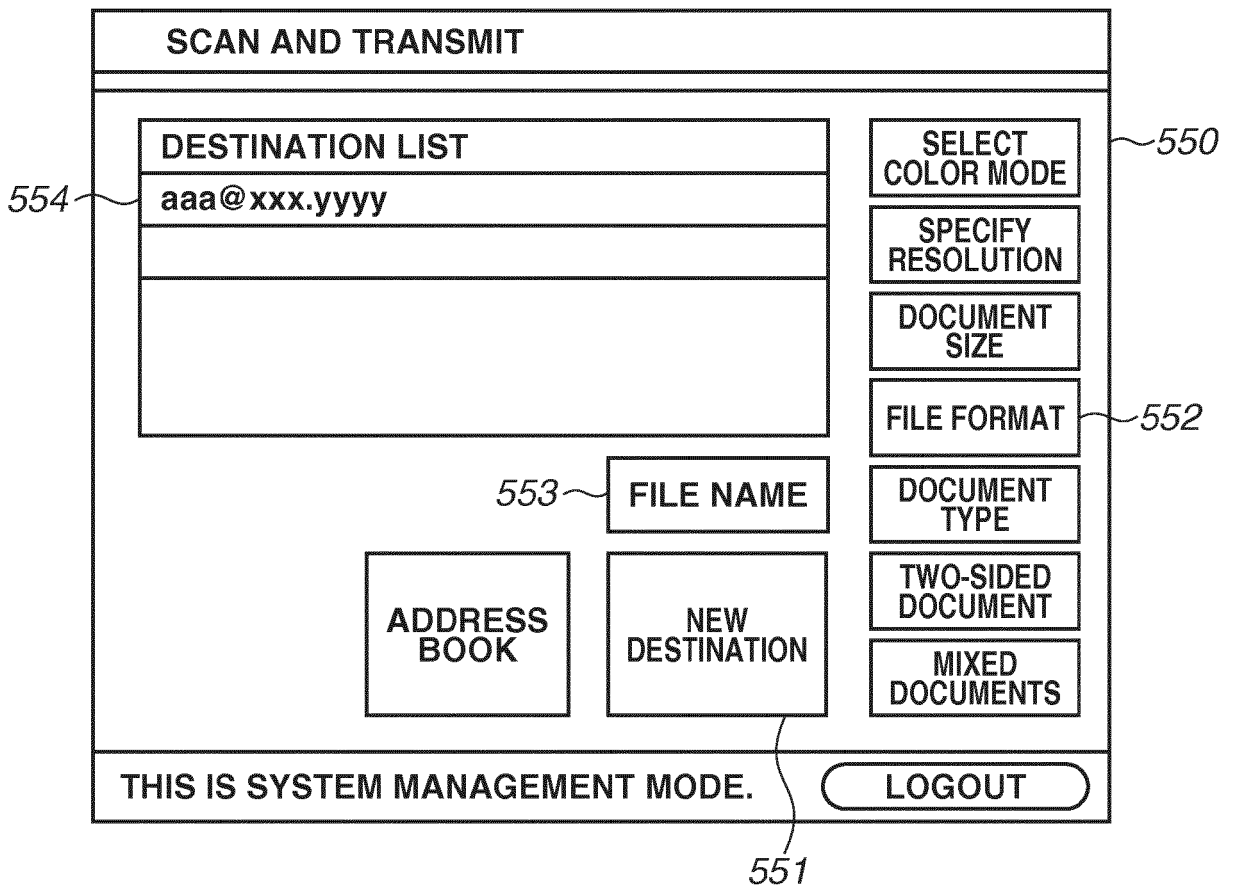 SCAN AND TRANSMIT
DESTINATION LIST
aaa@xxx.yyyy
554
SELECT
COLOR MODE
550
SPECIFY
RESOLUTION
DOCUMENT
SIZE
FILE FORMAT
552
553
FILE NAME
DOCUMENT
TYPE
ADDRESS
BOOK
NEW
DESTINATION
TWO-SIDED
DOCUMENT
MIXED
DOCUMENTS
THIS IS SYSTEM MANAGEMENT MODE.
LOGOUT
551